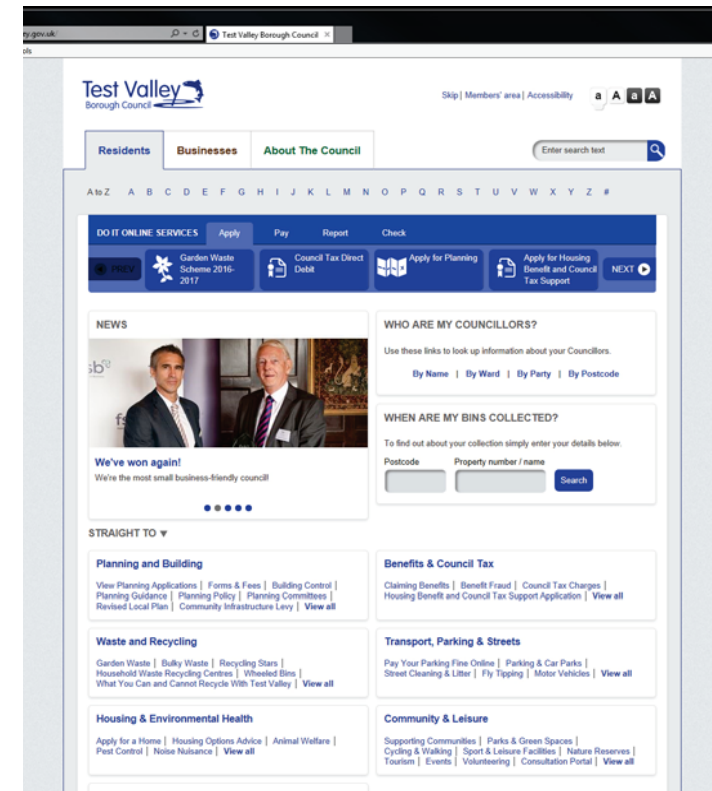 ey.gov.uk/
Test Valley Borough Council ×
ols
Test Valley
Borough Council
Skip | Members' area | Accessibility
a A a A
Residents Businesses About The Council
Enter search text
A to Z A B C D E F G H I J K L M N O P Q R S T U V W X Y Z #
DO IT ONLINE SERVICES Apply Pay Report Check
PREV
Garden Waste
Scheme 2016-
2017
Council Tax Direct
Debit
Apply for Planning
Apply for Housing
Benefit and Council
Tax Support
NEXT
NEWS
sb
fs
We've won again!
We're the most small business-friendly council!
WHO ARE MY COUNCILLORS?
Use these links to look up information about your Councillors.
By Name | By Ward | By Party | By Postcode
WHEN ARE MY BINS COLLECTED?
To find out about your collection simply enter your details below.
Postcode Property number / name
Search
STRAIGHT TO ▼
Planning and Building
View Planning Applications | Forms & Fees | Building Control |
Planning Guidance | Planning Policy | Planning Committees |
Revised Local Plan | Community Infrastructure Levy | View all
Benefits & Council Tax
Claiming Benefits | Benefit Fraud | Council Tax Charges |
Housing Benefit and Council Tax Support Application | View all
Waste and Recycling
Garden Waste | Bulky Waste | Recycling Stars |
Household Waste Recycling Centres | Wheeled Bins |
What You Can and Cannot Recycle With Test Valley | View all
Transport, Parking & Streets
Pay Your Parking Fine Online | Parking & Car Parks |
Street Cleaning & Litter | Fly Tipping | Motor Vehicles | View all
Housing & Environmental Health
Apply for a Home | Housing Options Advice | Animal Welfare |
Pest Control | Noise Nuisance | View all
Community & Leisure
Supporting Communities | Parks & Green Spaces |
Cycling & Walking | Sport & Leisure Facilities | Nature Reserves |
Tourism | Events | Volunteering | Consultation Portal | View all